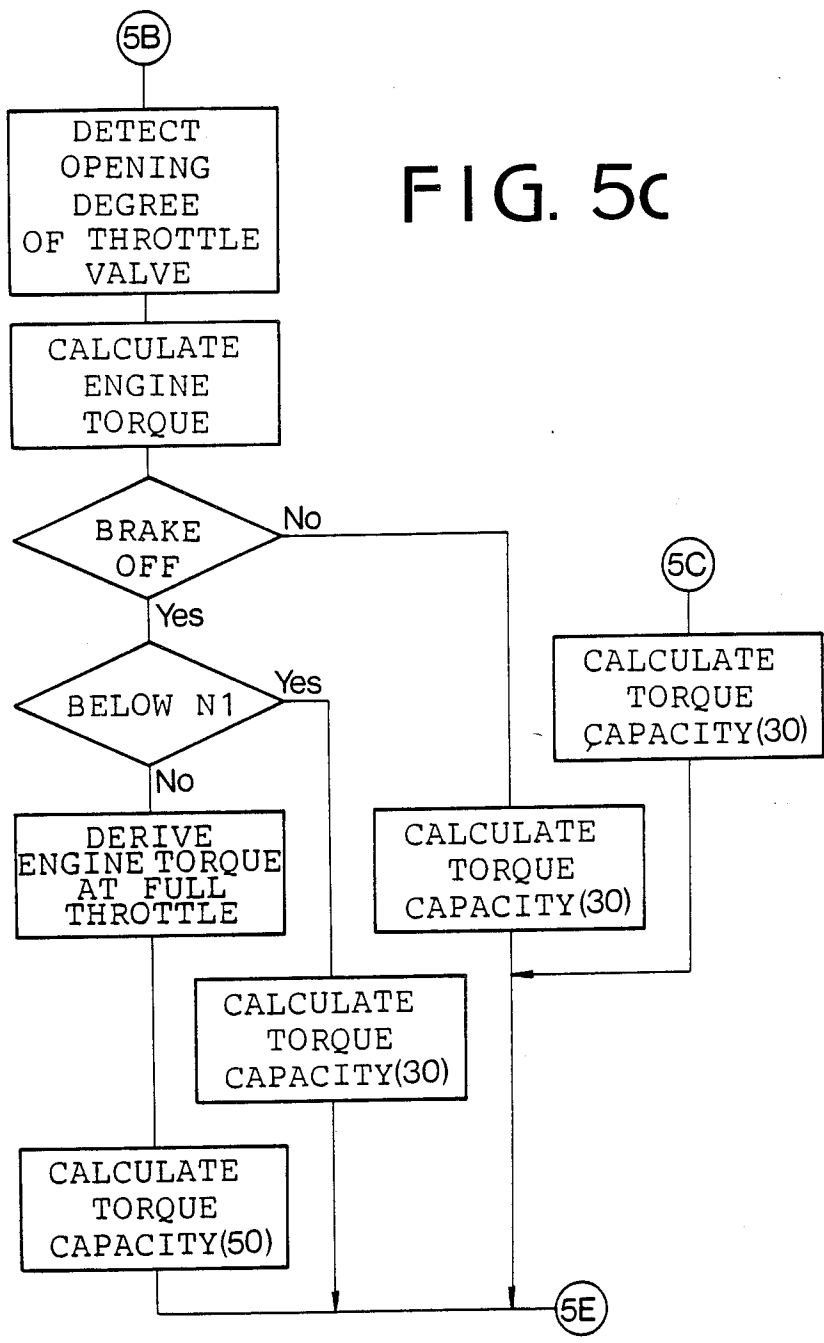 5B
DETECT
OPENING
DEGREE
OF THROTTLE
VALVE
FIG. 5C
CALCULATE
ENGINE
TORQUE
BRAKE
OFF
No
Yes
5C
CALCULATE
TORQUE
CAPACITY(30)
BELOW N1
Yes
No
DERIVE
ENGINE TORQUE
AT FULL
THROTTLE
CALCULATE
TORQUE
CAPACITY(30)
CALCULATE
TORQUE
CAPACITY(30)
CALCULATE
TORQUE
CAPACITY(50)
5E